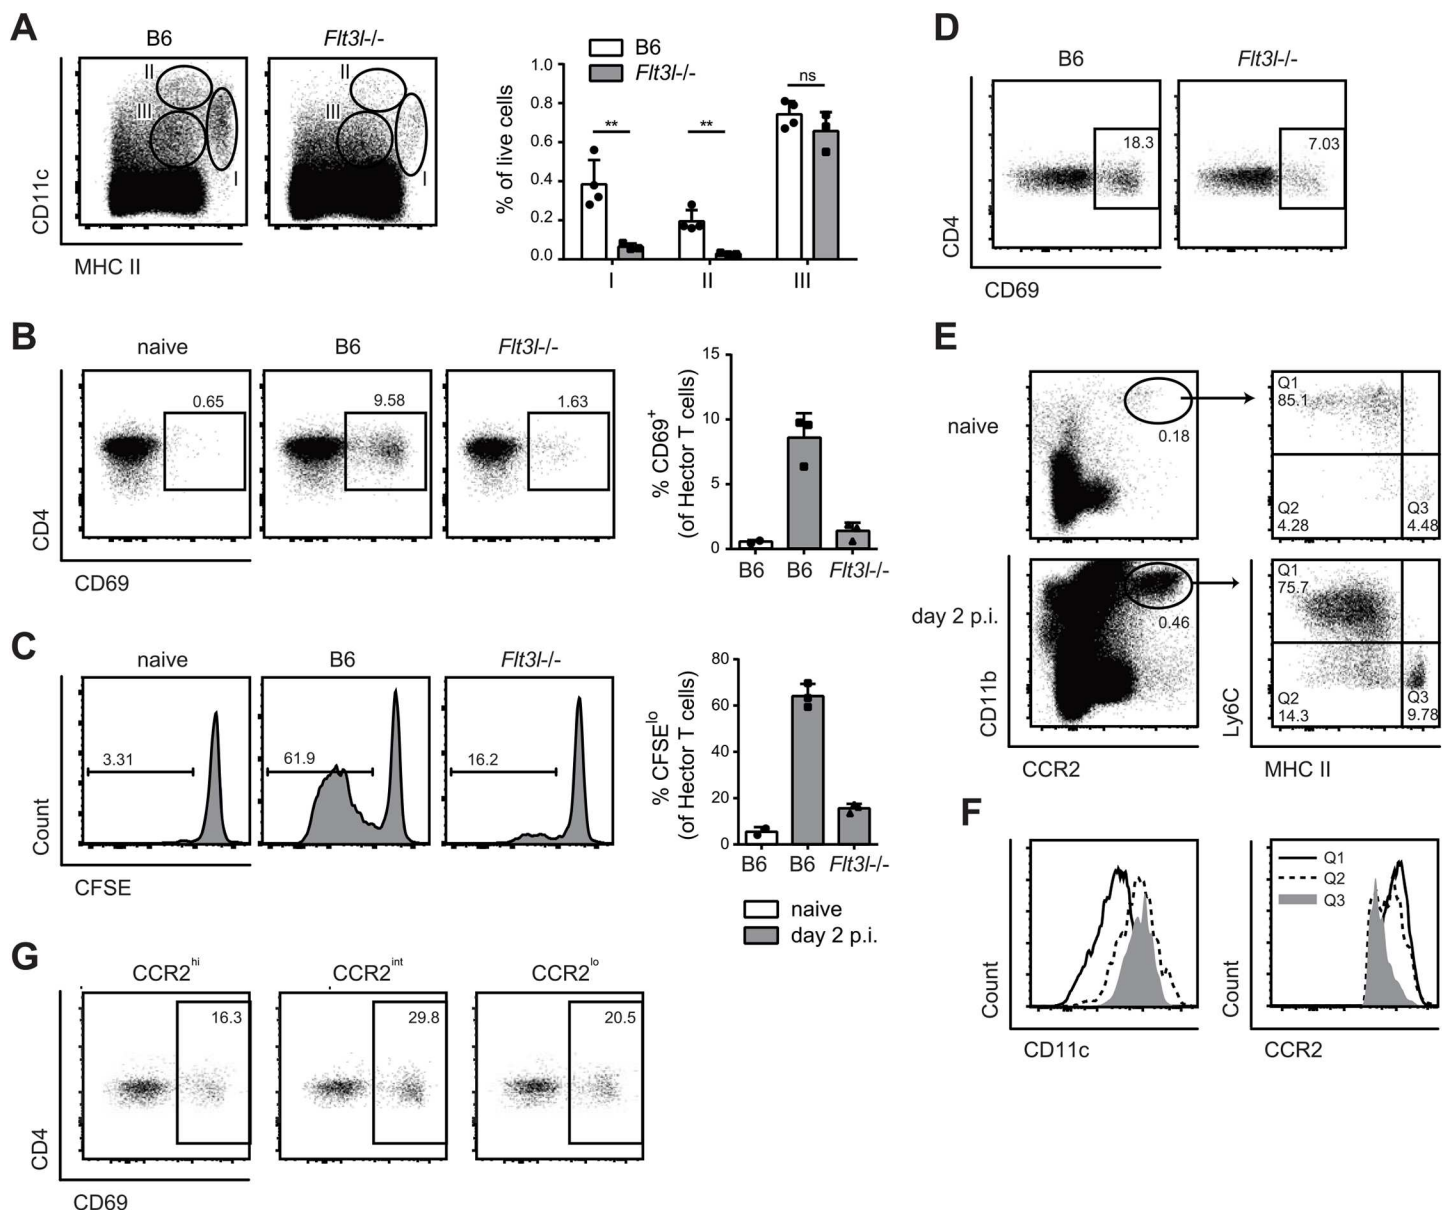 A
B6
Flt3l-/-
II
III
I
II
III
I
CD11c
MHC II
B6
Flt3l-/-
% of live cells
1.0
0.8
0.6
0.4
0.2
0.0
**
**
ns
I
II
III
D
B6
Flt3l-/-
18.3
7.03
CD4
CD69
B
naive
B6
Flt3l-/-
0.65
9.58
1.63
CD4
CD69
% CD69+
(of Hector T cells)
15
10
5
0
B6
B6
Flt3l-/-
E
naive
0.18
Q1
85.1
Q2
4.28
Q3
4.48
day 2 p.i.
0.46
Q1
75.7
Q2
14.3
Q3
9.78
CD11b
CCR2
Ly6C
MHC II
C
naive
B6
Flt3l-/-
3.31
61.9
16.2
Count
CFSE
% CFSElo
(of Hector T cells)
80
60
40
20
0
B6
B6
Flt3l-/-
naive
day 2 p.i.
F
Count
CD11c
Q1
Q2
Q3
Count
CCR2
G
CCR2hi
CCR2int
CCR2lo
16.3
29.8
20.5
CD4
CD69